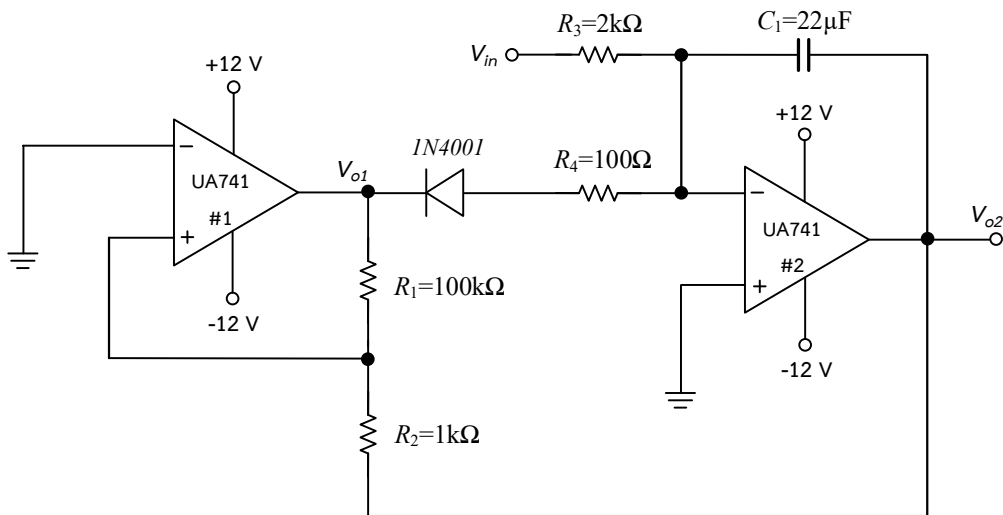 R3=2kΩ
C1=22μF
Vin
+12 V
+12 V
1N4001
R4=100Ω
−
UA741
#1
+
Vo1
−
UA741
#2
+
Vo2
-12 V
R1=100kΩ
-12 V
R2=1kΩ